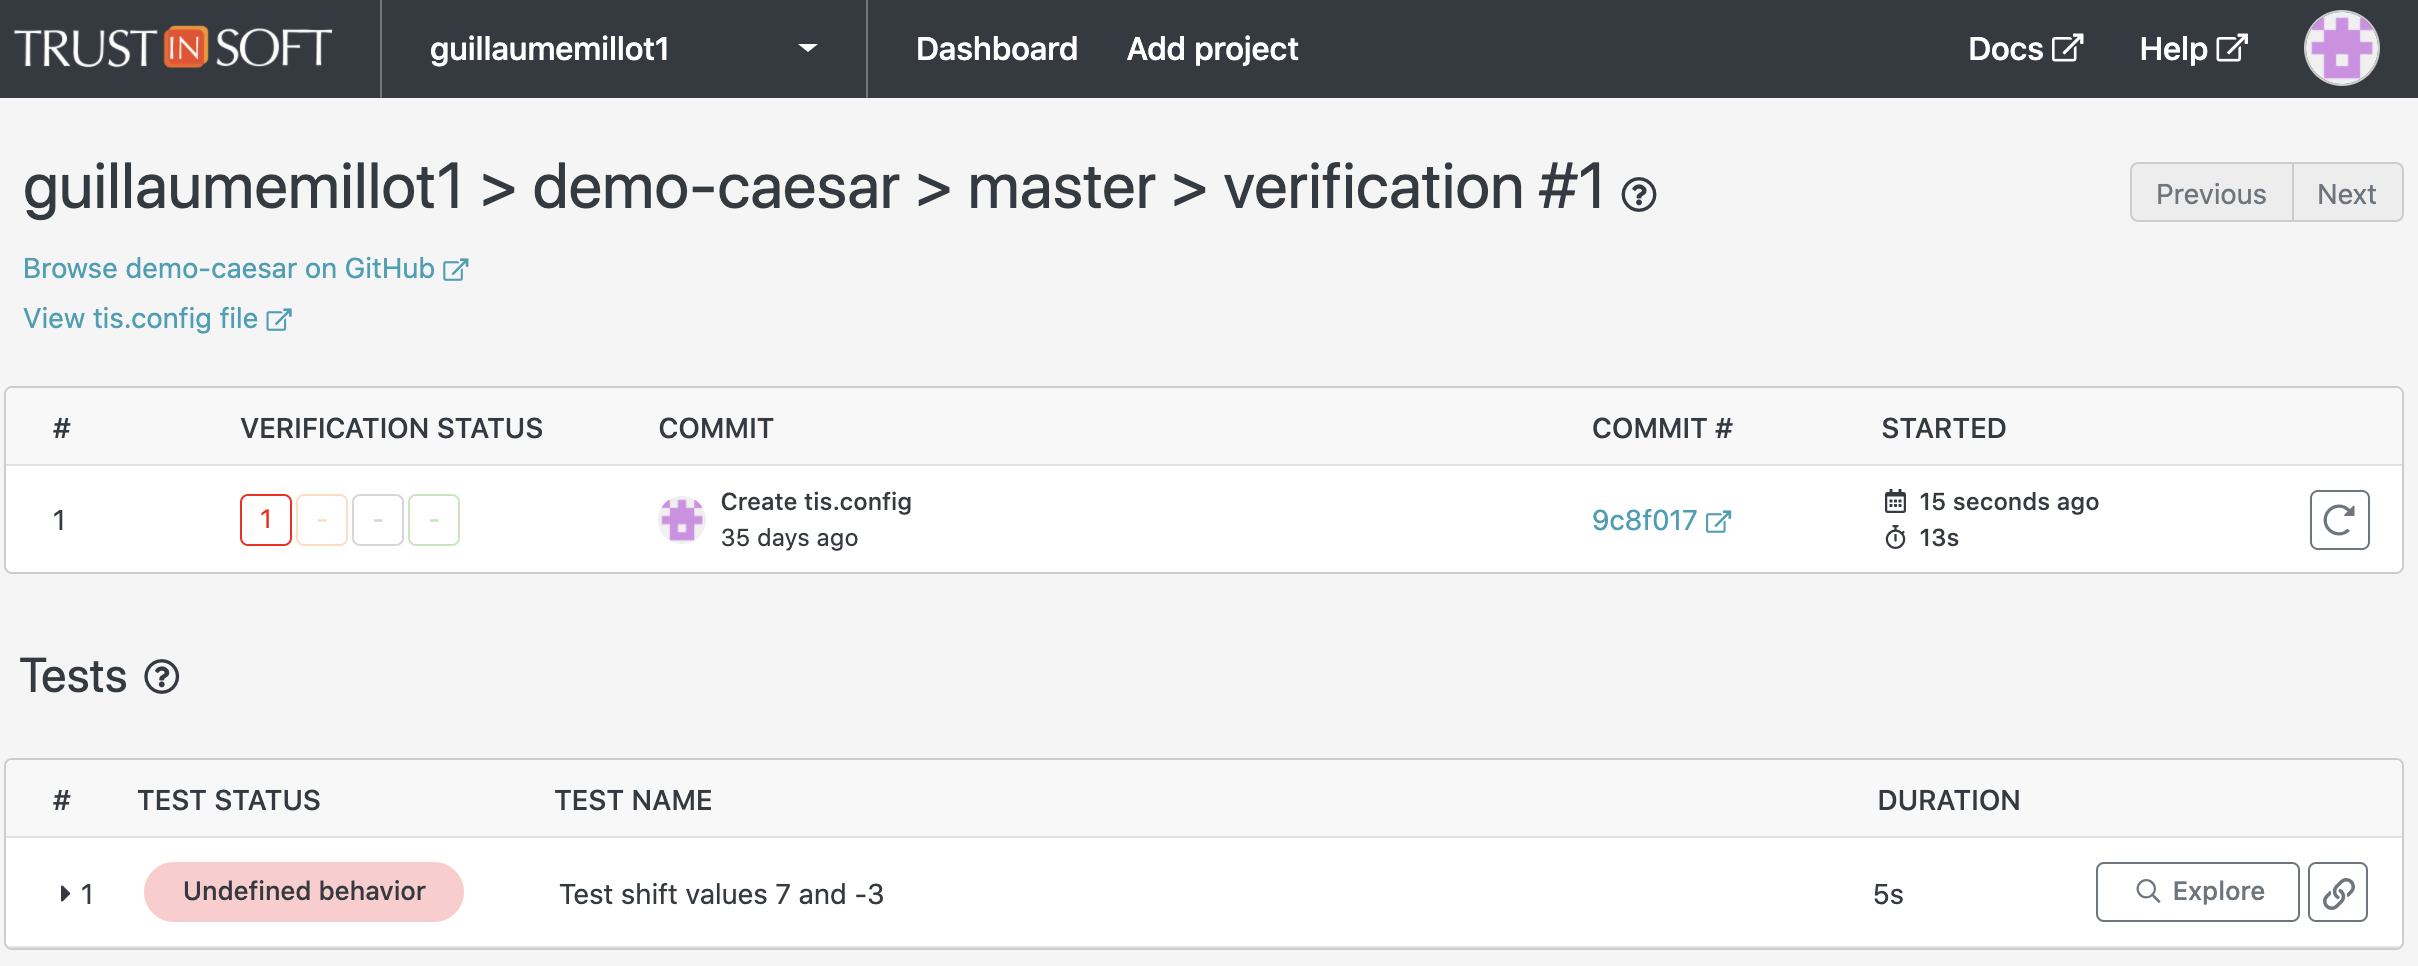 TRUST IN SOFT guillaumemillot1 Dashboard Add project Docs Help
guillaumemillot1 > demo-caesar > master > verification #1 Previous Next
Browse demo-caesar on GitHub
View tis.config file
# VERIFICATION STATUS COMMIT COMMIT # STARTED
1 1 - - - Create tis.config 9c8f017 15 seconds ago
35 days ago 13s
Tests
# TEST STATUS TEST NAME DURATION
1 Undefined behavior Test shift values 7 and -3 5s Explore